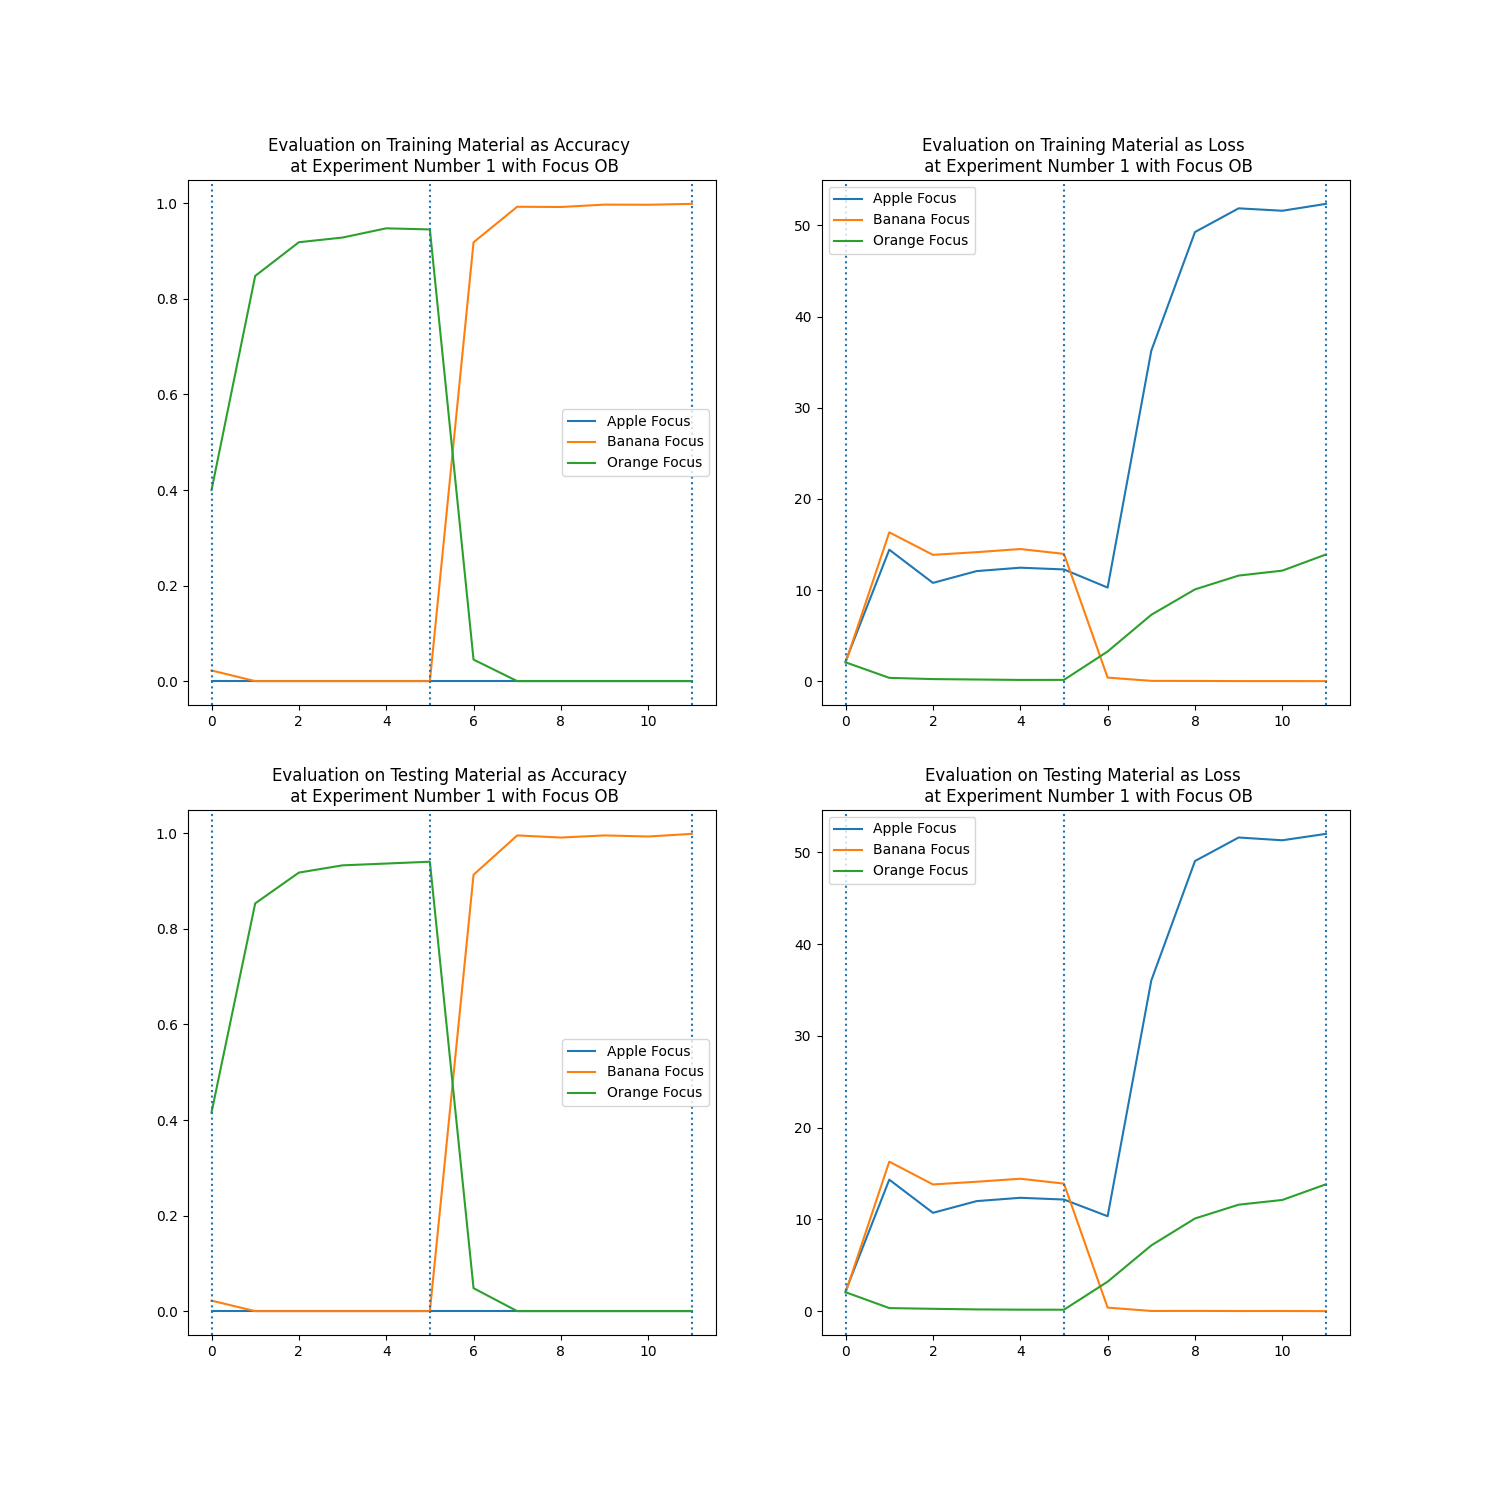 Evaluation on Training Material as Accuracy
at Experiment Number 1 with Focus OB
1.0
0.8
0.6
0.4
0.2
0.0
Apple Focus
Banana Focus
Orange Focus
0 2 4 6 8 10
Evaluation on Training Material as Loss
at Experiment Number 1 with Focus OB
Apple Focus
Banana Focus
Orange Focus
50
40
30
20
10
0
0 2 4 6 8 10
Evaluation on Testing Material as Accuracy
at Experiment Number 1 with Focus OB
1.0
0.8
0.6
0.4
0.2
0.0
Apple Focus
Banana Focus
Orange Focus
0 2 4 6 8 10
Evaluation on Testing Material as Loss
at Experiment Number 1 with Focus OB
Apple Focus
Banana Focus
Orange Focus
50
40
30
20
10
0
0 2 4 6 8 10